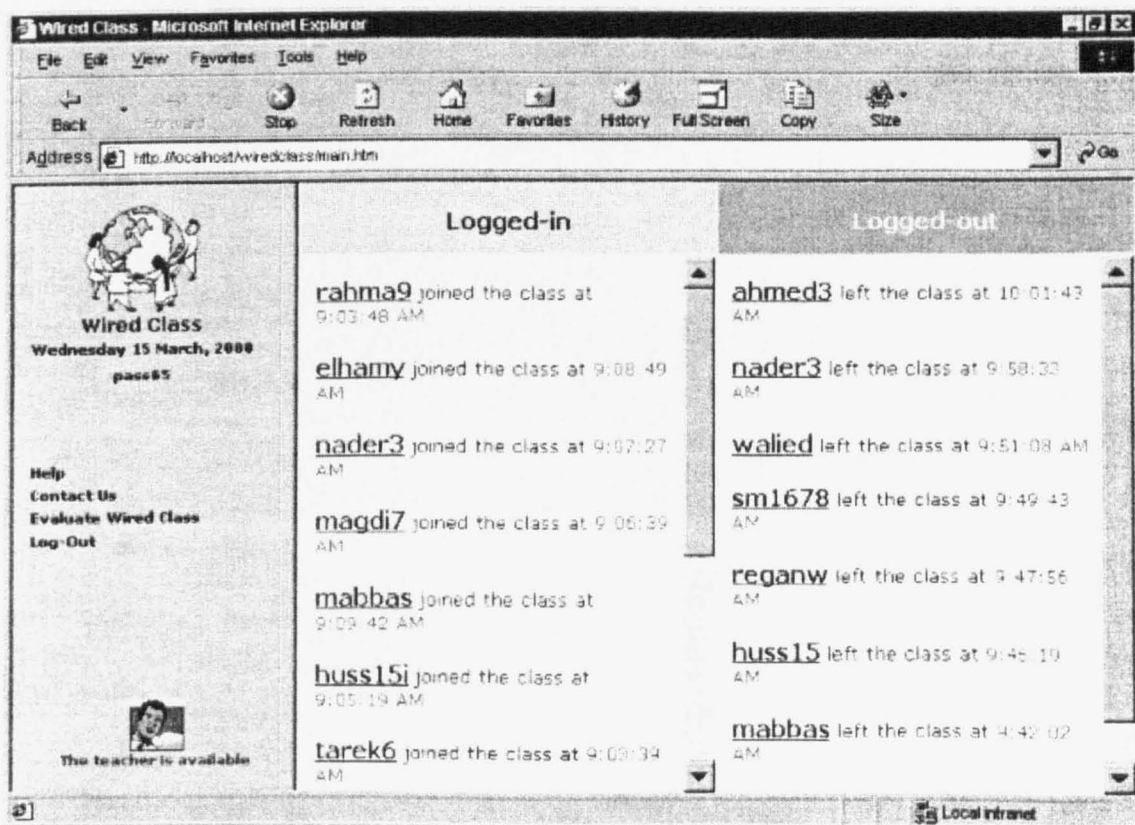 Wired Class - Microsoft Internet Explorer
File Edit View Favorites Tools Help
Back Forward Stop Refresh Home Favorites History Full Screen Copy Size
Address http://localhost/wiredclass/main.htm Go
Wired Class
Wednesday 15 March, 2000
pass65
Help
Contact Us
Evaluate Wired Class
Log-Out
The teacher is available
Logged-in
rahma9 joined the class at
9:03:48 AM
elhamy joined the class at 9:08:49
AM
nader3 joined the class at 9:07:27
AM
magdi7 joined the class at 9:06:39
AM
mabbas joined the class at
9:09:42 AM
huss15i joined the class at
9:05:19 AM
tarek6 joined the class at 9:03:39
AM
Logged-out
ahmed3 left the class at 10:01:43
AM
nader3 left the class at 9:58:33
AM
walied left the class at 9:51:08 AM
sm1678 left the class at 9:49:43
AM
reganw left the class at 9:47:56
AM
huss15 left the class at 9:45:19
AM
mabbas left the class at 9:42:02
AM
Local intranet